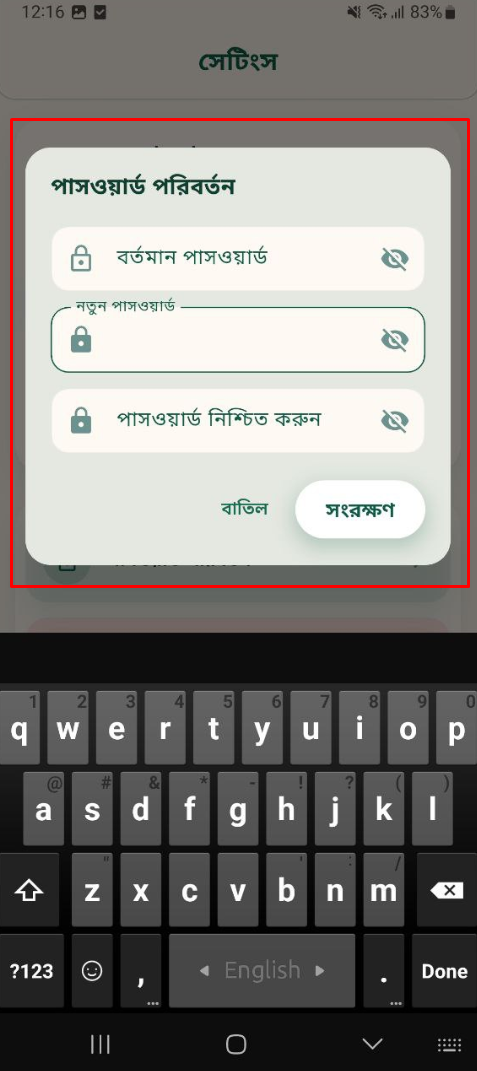 12:16 83%
সেটিংস
পাসওয়ার্ড পরিবর্তন
বর্তমান পাসওয়ার্ড
নতুন পাসওয়ার্ড
পাসওয়ার্ড নিশ্চিত করুন
বাতিল সংরক্ষণ
1 2 3 4 5 6 7 8 9 0
q w e r t y u i o p
@ # & * - ! ? ( )
a s d f g h j k l
" ' : /
z x c v b n m
?123 , English . Done